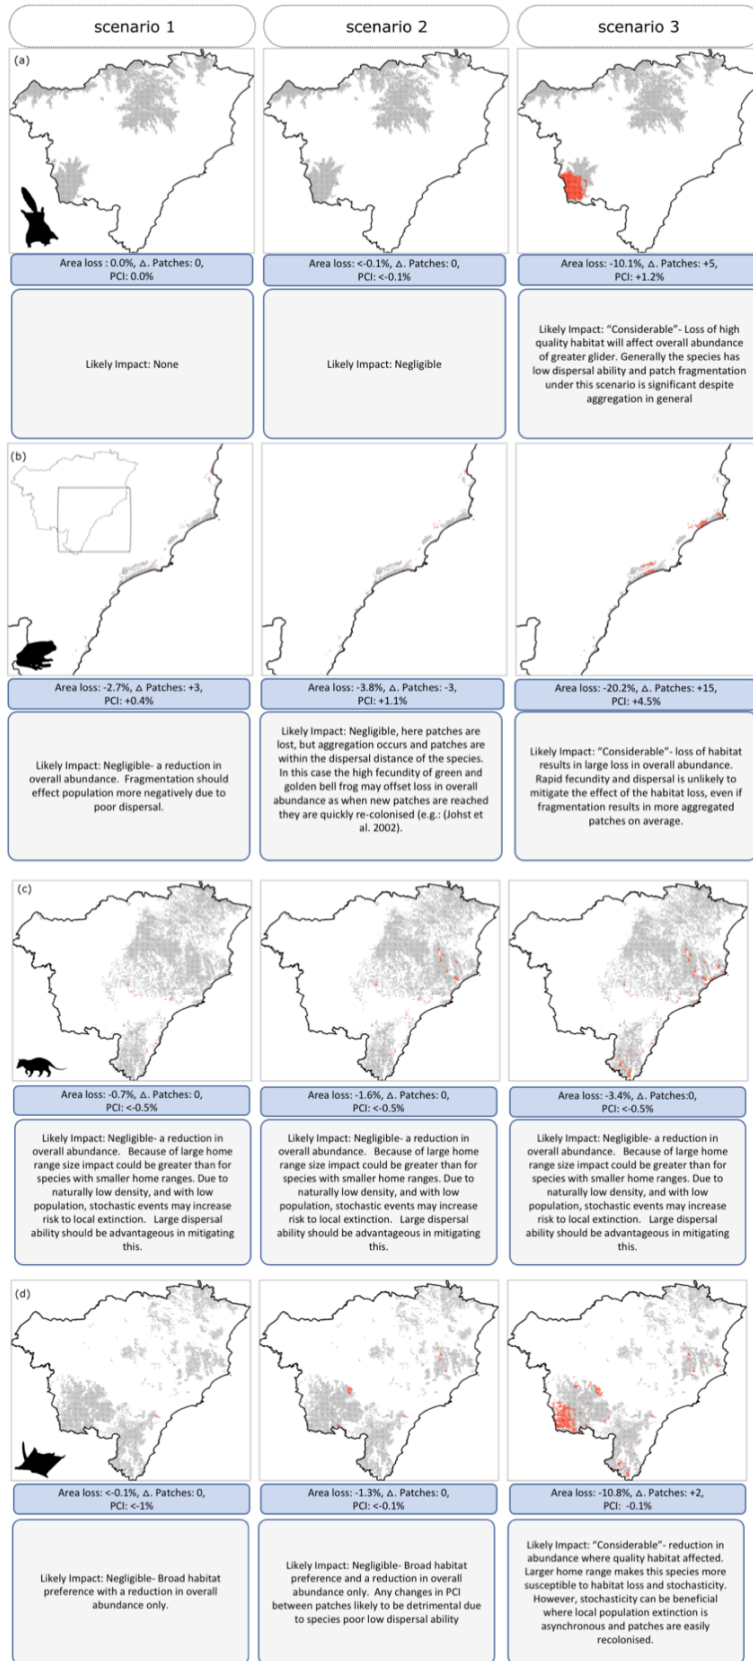 scenario 1
scenario 2
scenario 3
(a)
Area loss : 0.0%, Δ. Patches: 0,
PCI: 0.0%
Area loss: <-0.1%, Δ. Patches: 0,
PCI: <-0.1%
Area loss: -10.1%, Δ. Patches: +5,
PCI: +1.2%
Likely Impact: None
Likely Impact: Negligible
Likely Impact: "Considerable"- Loss of high
quality habitat will affect overall abundance
of greater glider. Generally the species has
low dispersal ability and patch fragmentation
under this scenario is significant despite
aggregation in general
(b)
Area loss: -2.7%, Δ Patches: +3,
PCI: +0.4%
Area loss: -3.8%, Δ. Patches: -3,
PCI: +1.1%
Area loss: -20.2%, Δ. Patches: +15,
PCI: +4.5%
Likely Impact: Negligible- a reduction in
overall abundance. Fragmentation should
effect population more negatively due to
poor dispersal.
Likely Impact: Negligible, here patches are
lost, but aggregation occurs and patches are
within the dispersal distance of the species.
In this case the high fecundity of green and
golden bell frog may offset loss in overall
abundance as when new patches are reached
they are quickly re-colonised (e.g.: (Johst et
al. 2002).
Likely Impact: "Considerable"- loss of habitat
results in large loss in overall abundance.
Rapid fecundity and dispersal is unlikely to
mitigate the effect of the habitat loss, even if
fragmentation results in more aggregated
patches on average.
(c)
Area loss: -0.7%, Δ. Patches: 0,
PCI: <-0.5%
Area loss: -1.6%, Δ. Patches: 0,
PCI: <-0.5%
Area loss: -3.4%, Δ. Patches:0,
PCI: <-0.5%
Likely Impact: Negligible- a reduction in
overall abundance. Because of large home
range size impact could be greater than for
species with smaller home ranges. Due to
naturally low density, and with low
population, stochastic events may increase
risk to local extinction. Large dispersal
ability should be advantageous in mitigating
this.
Likely Impact: Negligible- a reduction in
overall abundance. Because of large home
range size impact could be greater than for
species with smaller home ranges. Due to
naturally low density, and with low
population, stochastic events may increase
risk to local extinction. Large dispersal
ability should be advantageous in mitigating
this.
Likely Impact: Negligible- a reduction in
overall abundance. Because of large home
range size impact could be greater than for
species with smaller home ranges. Due to
naturally low density, and with low
population, stochastic events may increase
risk to local extinction. Large dispersal
ability should be advantageous in mitigating
this.
(d)
Area loss: <-0.1%, Δ. Patches: 0,
PCI: <-1%
Area loss: -1.3%, Δ. Patches: 0,
PCI: <-0.1%
Area loss: -10.8%, Δ. Patches: +2,
PCI: -0.1%
Likely Impact: Negligible- Broad habitat
preference with a reduction in overall
abundance only.
Likely Impact: Negligible- Broad habitat
preference and a reduction in overall
abundance only. Any changes in PCI
between patches likely to be detrimental due
to species poor low dispersal ability
Likely Impact: "Considerable"- reduction in
abundance where quality habitat affected.
Larger home range makes this species more
susceptible to habitat loss and stochasticity.
However, stochasticity can be beneficial
where local population extinction is
asynchronous and patches are easily
recolonised.